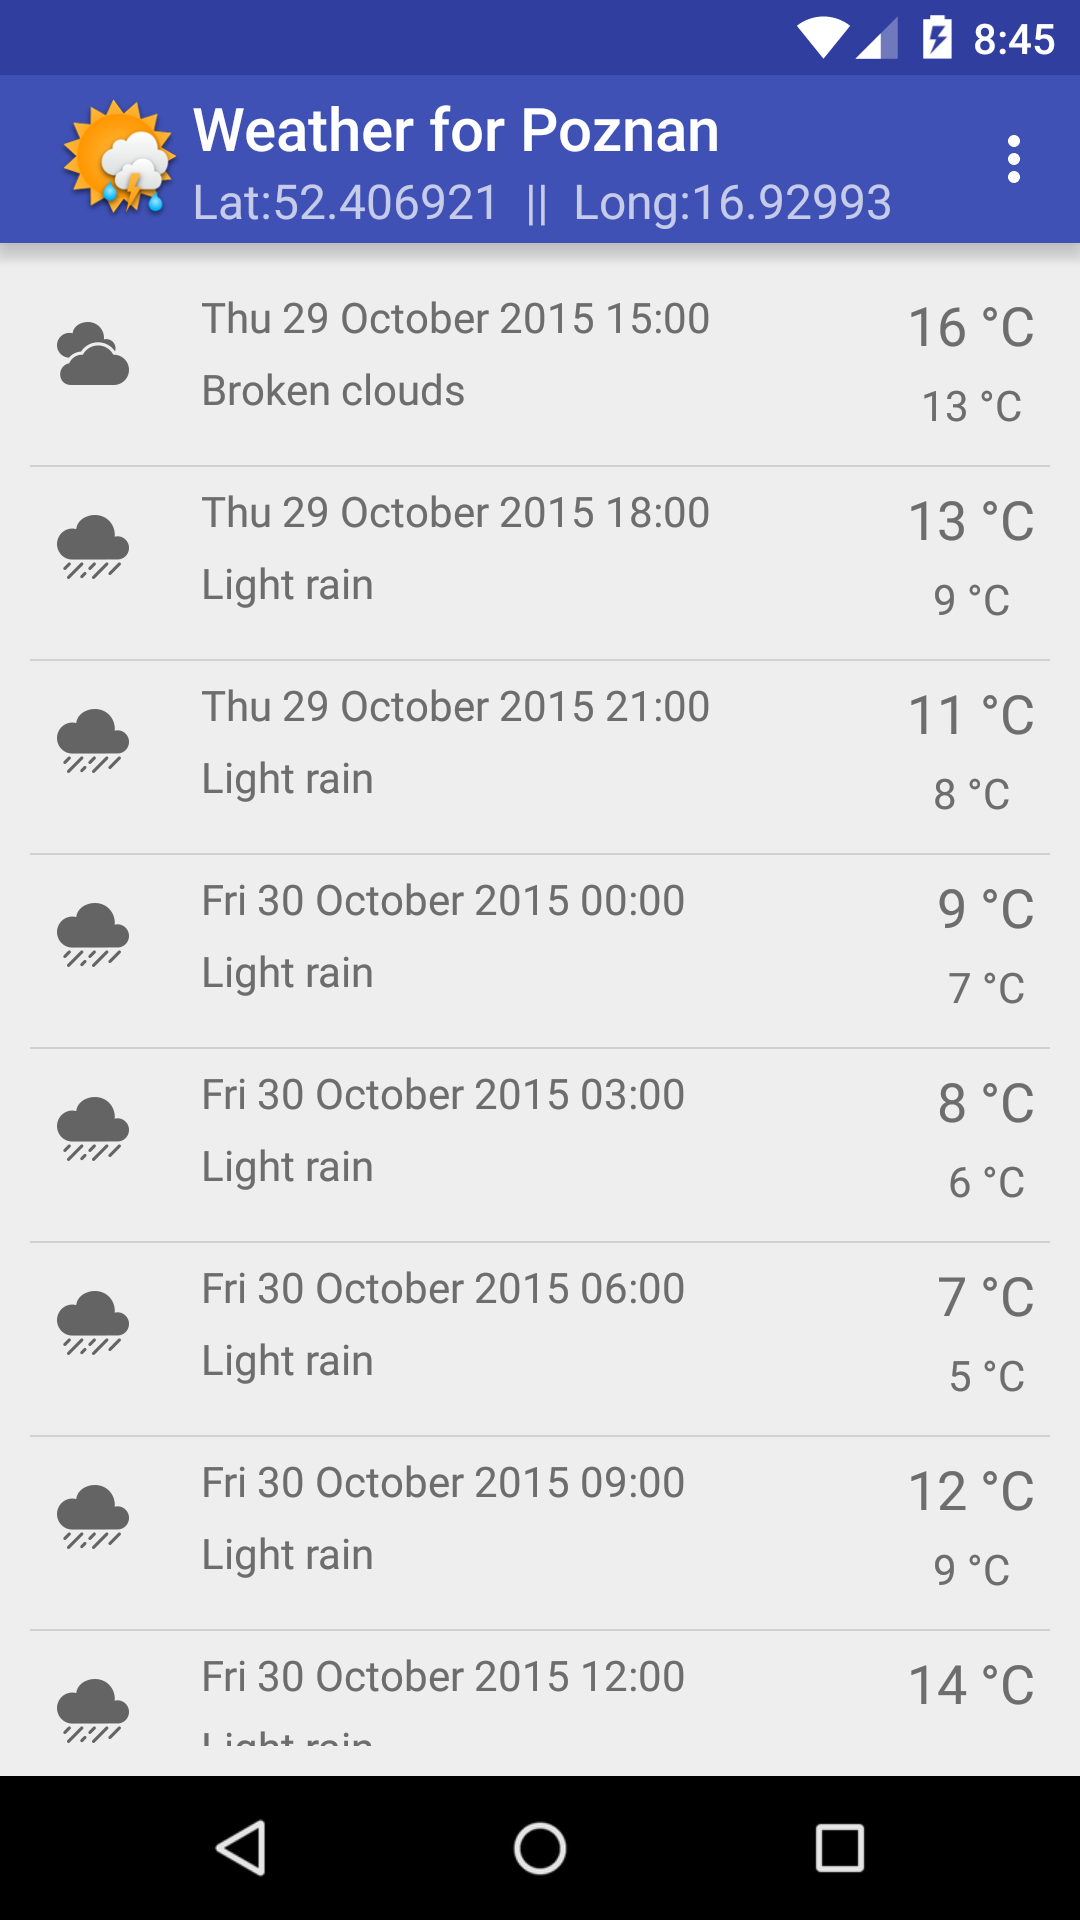 8:45
Weather for Poznan
Lat:52.406921 || Long:16.92993
Thu 29 October 2015 15:00
16 °C
Broken clouds
13 °C
Thu 29 October 2015 18:00
13 °C
Light rain
9 °C
Thu 29 October 2015 21:00
11 °C
Light rain
8 °C
Fri 30 October 2015 00:00
9 °C
Light rain
7 °C
Fri 30 October 2015 03:00
8 °C
Light rain
6 °C
Fri 30 October 2015 06:00
7 °C
Light rain
5 °C
Fri 30 October 2015 09:00
12 °C
Light rain
9 °C
Fri 30 October 2015 12:00
14 °C
Light rain